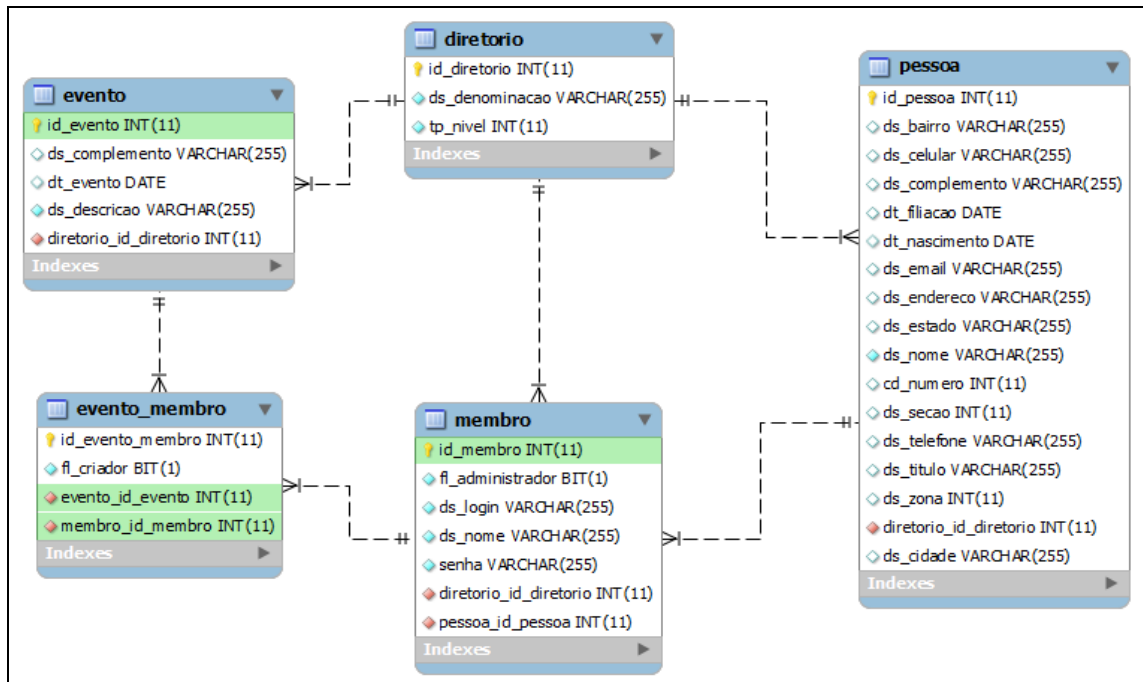 evento
id_evento INT(11)
ds_complemento VARCHAR(255)
dt_evento DATE
ds_descricao VARCHAR(255)
diretorio_id_diretorio INT(11)
Indexes
diretorio
id_diretorio INT(11)
ds_denominacao VARCHAR(255)
tp_nivel INT(11)
Indexes
pessoa
id_pessoa INT(11)
ds_bairro VARCHAR(255)
ds_celular VARCHAR(255)
ds_complemento VARCHAR(255)
dt_filiacao DATE
dt_nascimento DATE
ds_email VARCHAR(255)
ds_endereco VARCHAR(255)
ds_estado VARCHAR(255)
ds_nome VARCHAR(255)
cd_numero INT(11)
ds_secao INT(11)
ds_telefone VARCHAR(255)
ds_titulo VARCHAR(255)
ds_zona INT(11)
diretorio_id_diretorio INT(11)
ds_cidade VARCHAR(255)
Indexes
evento_membro
id_evento_membro INT(11)
fl_criador BIT(1)
evento_id_evento INT(11)
membro_id_membro INT(11)
Indexes
membro
id_membro INT(11)
fl_administrador BIT(1)
ds_login VARCHAR(255)
ds_nome VARCHAR(255)
senha VARCHAR(255)
diretorio_id_diretorio INT(11)
pessoa_id_pessoa INT(11)
Indexes